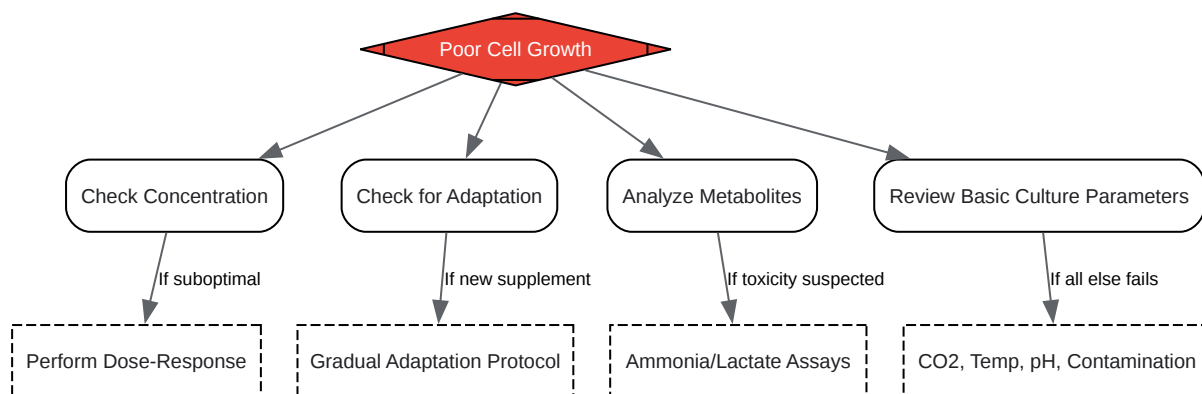 Poor Cell Growth
Check Concentration
Check for Adaptation
Analyze Metabolites
Review Basic Culture Parameters
If suboptimal
If new supplement
If toxicity suspected
If all else fails
Perform Dose-Response
Gradual Adaptation Protocol
Ammonia/Lactate Assays
CO2, Temp, pH, Contamination